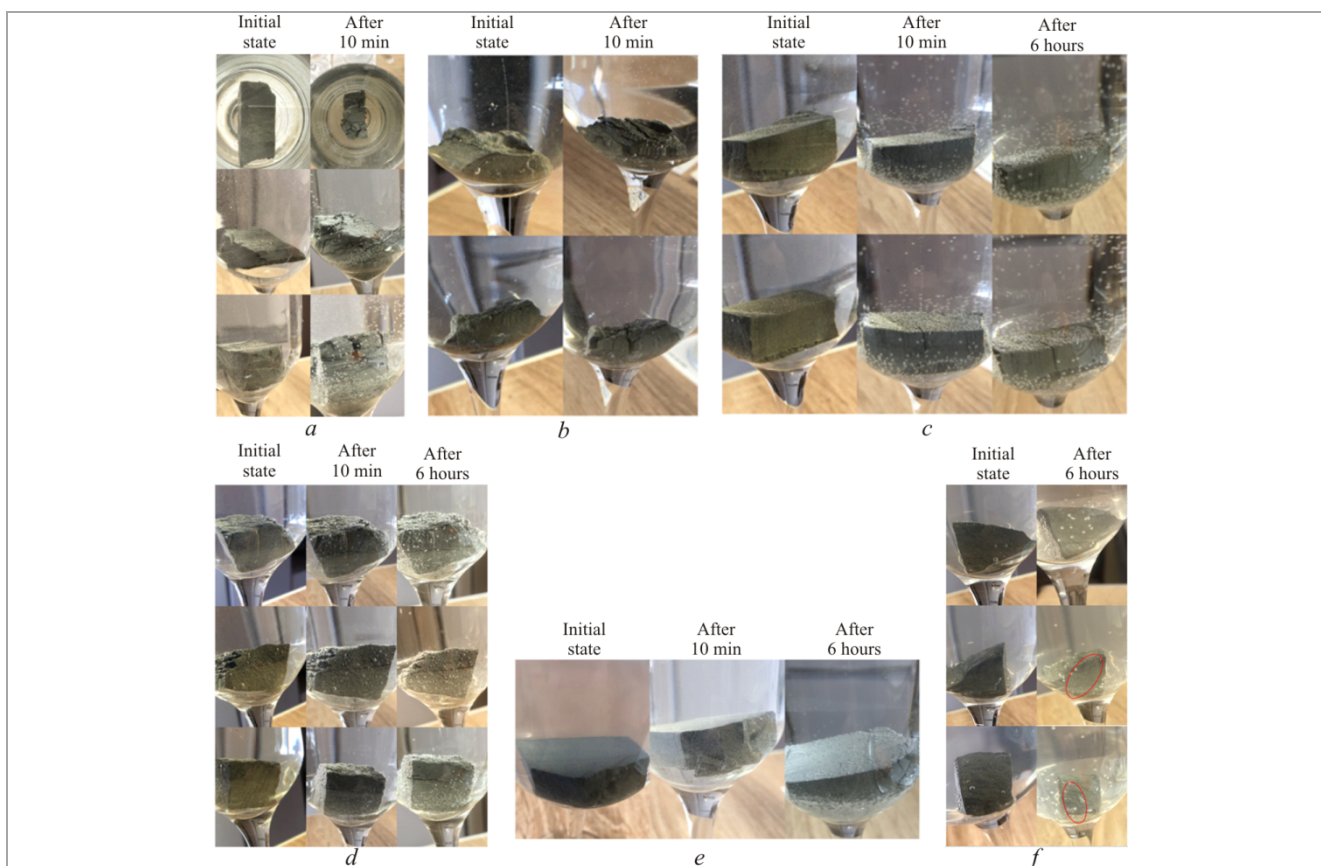 Initial
state
After
10 min
Initial
state
After
10 min
Initial
state
After
10 min
After
6 hours
a
b
c
Initial
state
After
10 min
After
6 hours
Initial
state
After
10 min
After
6 hours
Initial
state
After
6 hours
d
e
f